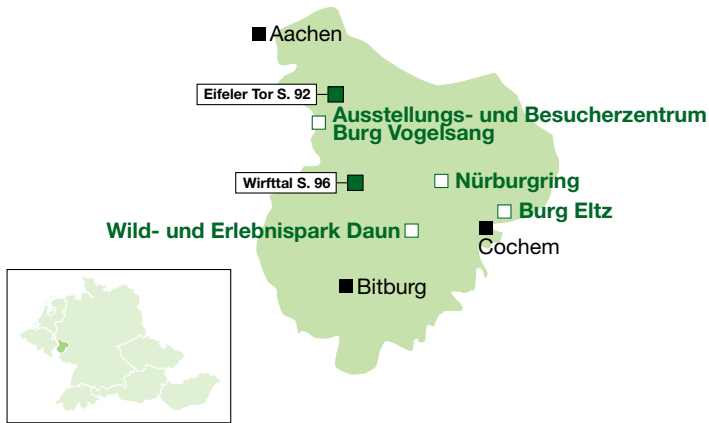 Aachen
Eifeler Tor S. 92
Ausstellungs- und Besucherzentrum
Burg Vogelsang
Wirfttal S. 96
Nürburgring
Burg Eltz
Wild- und Erlebnispark Daun
Cochem
Bitburg